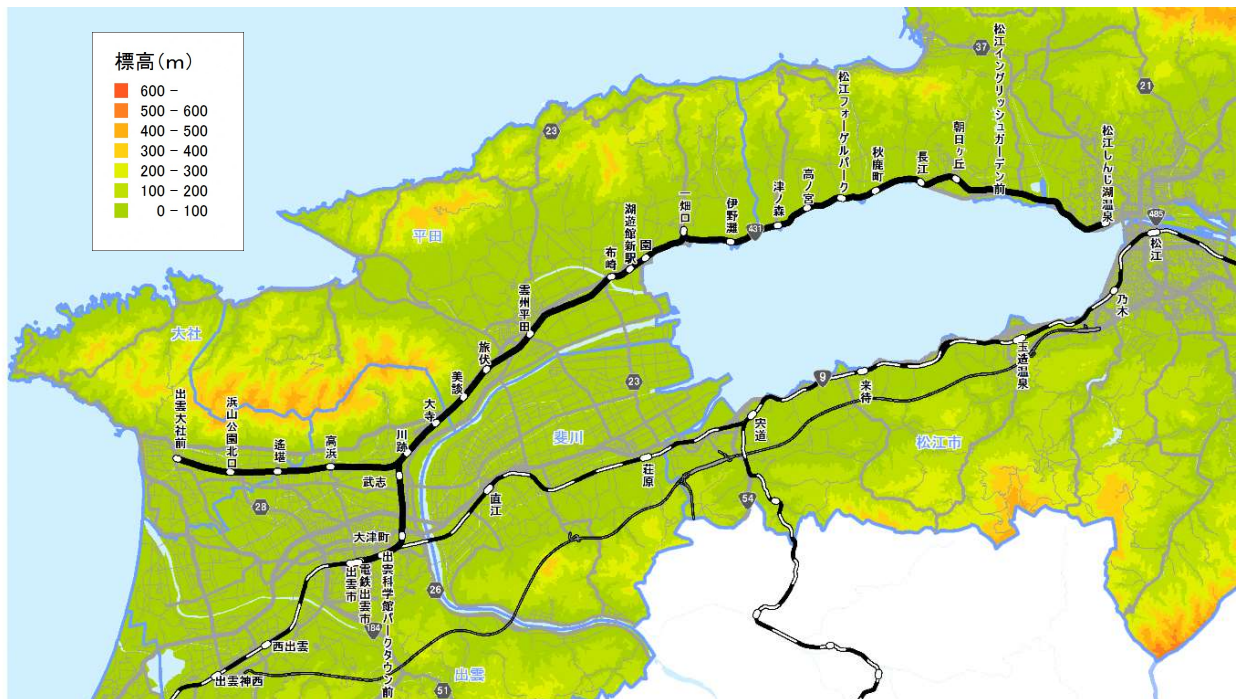 標高(m)
600 -
500 - 600
400 - 500
300 - 400
200 - 300
100 - 200
0 - 100
37
21
23
松江イングリッシュガーデン前
松江フォーゲルパーク
朝日ヶ丘
松江しんじ湖温泉
秋鹿町
長江
高ノ宮
津ノ森
伊野灘
一畑口
431
485
松江
平田
湖遊館新駅
園
布崎
雲州平田
乃木
大社
旅伏
美談
大寺
川跡
玉造温泉
23
9
来待
宍道
出雲大社前
浜山公園北口
遙堪
高浜
武志
斐川
松江市
荘原
直江
54
28
大津町
出雲科学館パークタウン前
電鉄出雲市
出雲市
26
184
西出雲
出雲神西
出雲
51